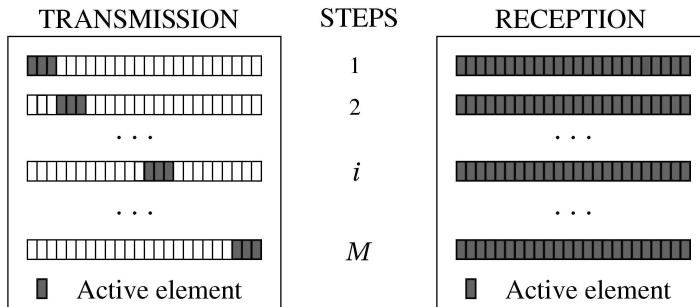 TRANSMISSION STEPS RECEPTION
1
2
. . . . . .
i
. . . . . .
M
Active element Active element